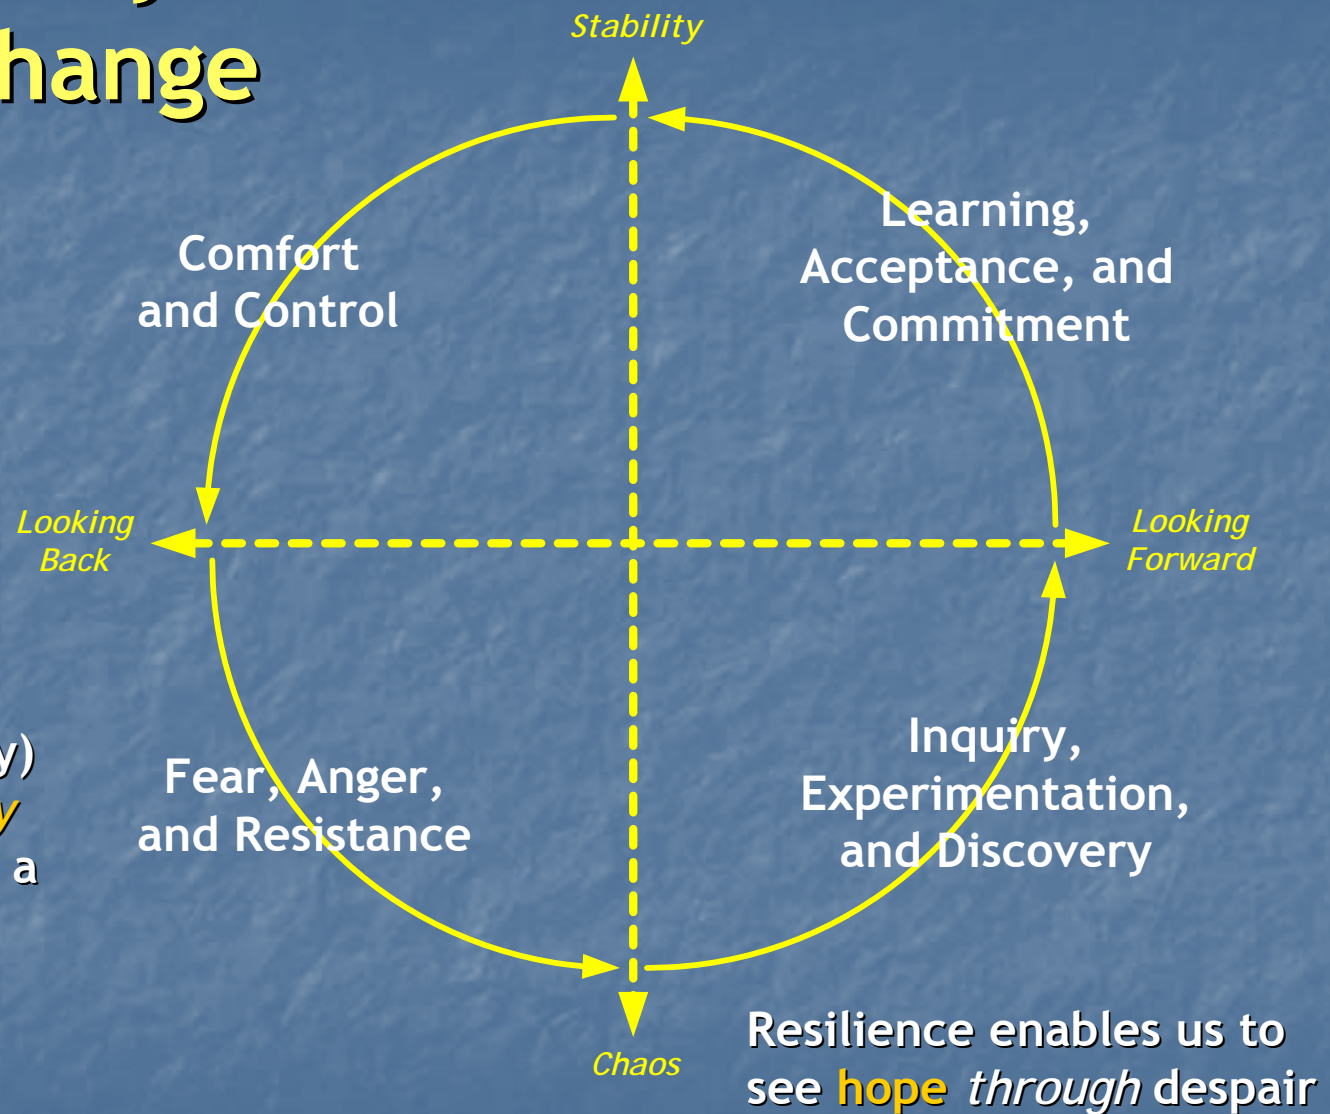 hange
Stability
Comfort
and Control
Learning,
Acceptance, and
Commitment
Looking
Back
Looking
Forward
y)
y
a
Fear, Anger,
and Resistance
Inquiry,
Experimentation,
and Discovery
Chaos
Resilience enables us to
see hope through despair